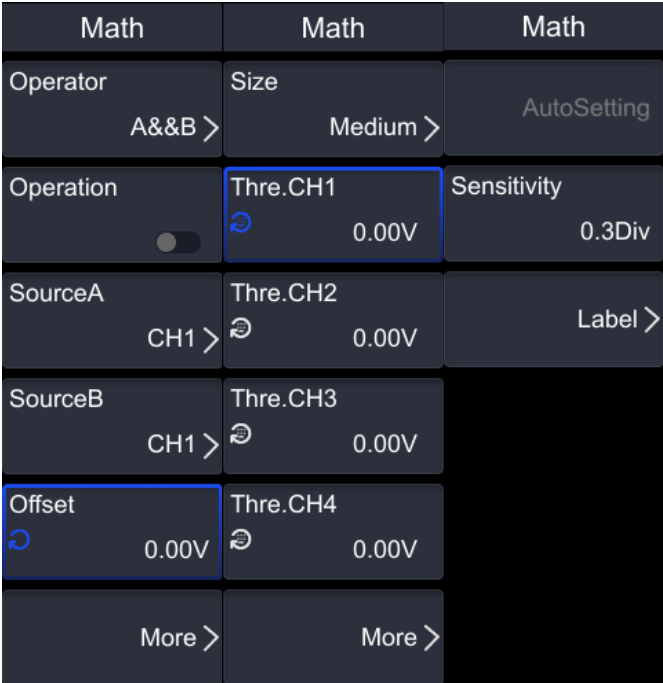 Math
Operator
A&&B
Operation
SourceA
CH1
SourceB
CH1
Offset
0.00V
More
Math
Size
Medium
Thre.CH1
0.00V
Thre.CH2
0.00V
Thre.CH3
0.00V
Thre.CH4
0.00V
More
Math
AutoSetting
Sensitivity
0.3Div
Label